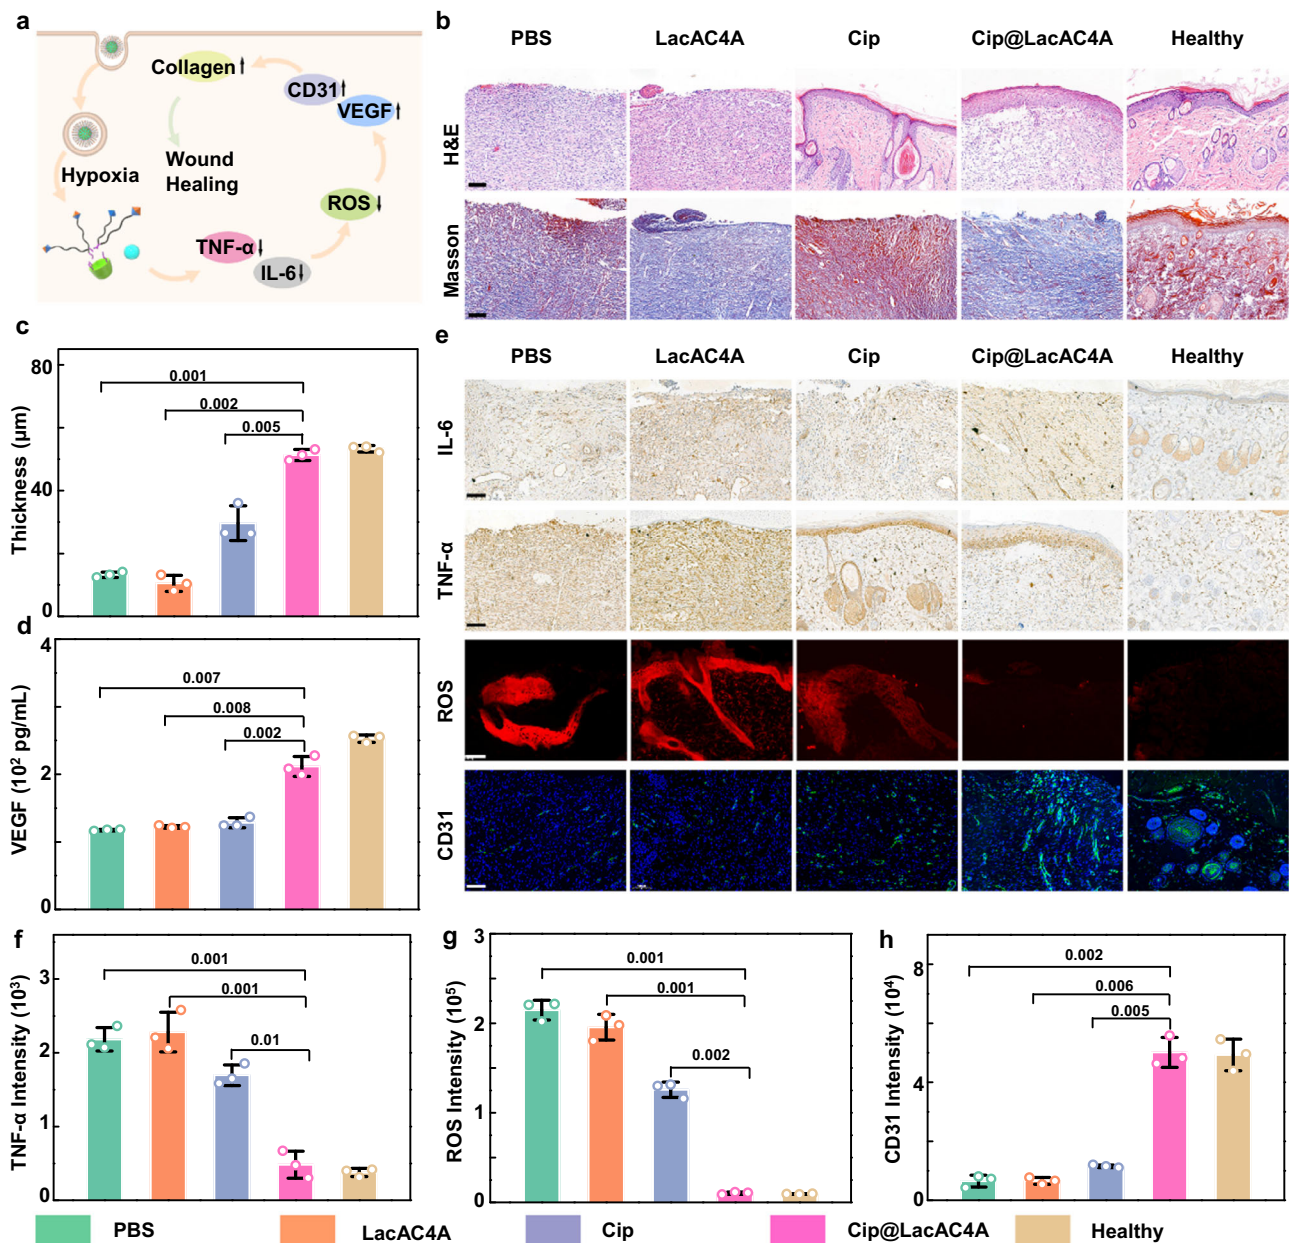 a
Collagen
CD31
VEGF
Wound
Healing
Hypoxia
ROS
TNF-α
IL-6
b
PBS LacAC4A Cip Cip@LacAC4A Healthy
H&E
Masson
c
Thickness (μm)
80
40
0
0.001
0.002
0.005
d
VEGF (10² pg/mL)
4
2
0
0.007
0.008
0.002
e
PBS LacAC4A Cip Cip@LacAC4A Healthy
IL-6
TNF-α
ROS
CD31
f
TNF-α Intensity (10³)
3
2
1
0
0.001
0.001
0.01
g
ROS Intensity (10⁵)
3
2
1
0
0.001
0.001
0.002
h
CD31 Intensity (10⁴)
8
4
0
0.002
0.006
0.005
PBS LacAC4A Cip Cip@LacAC4A Healthy